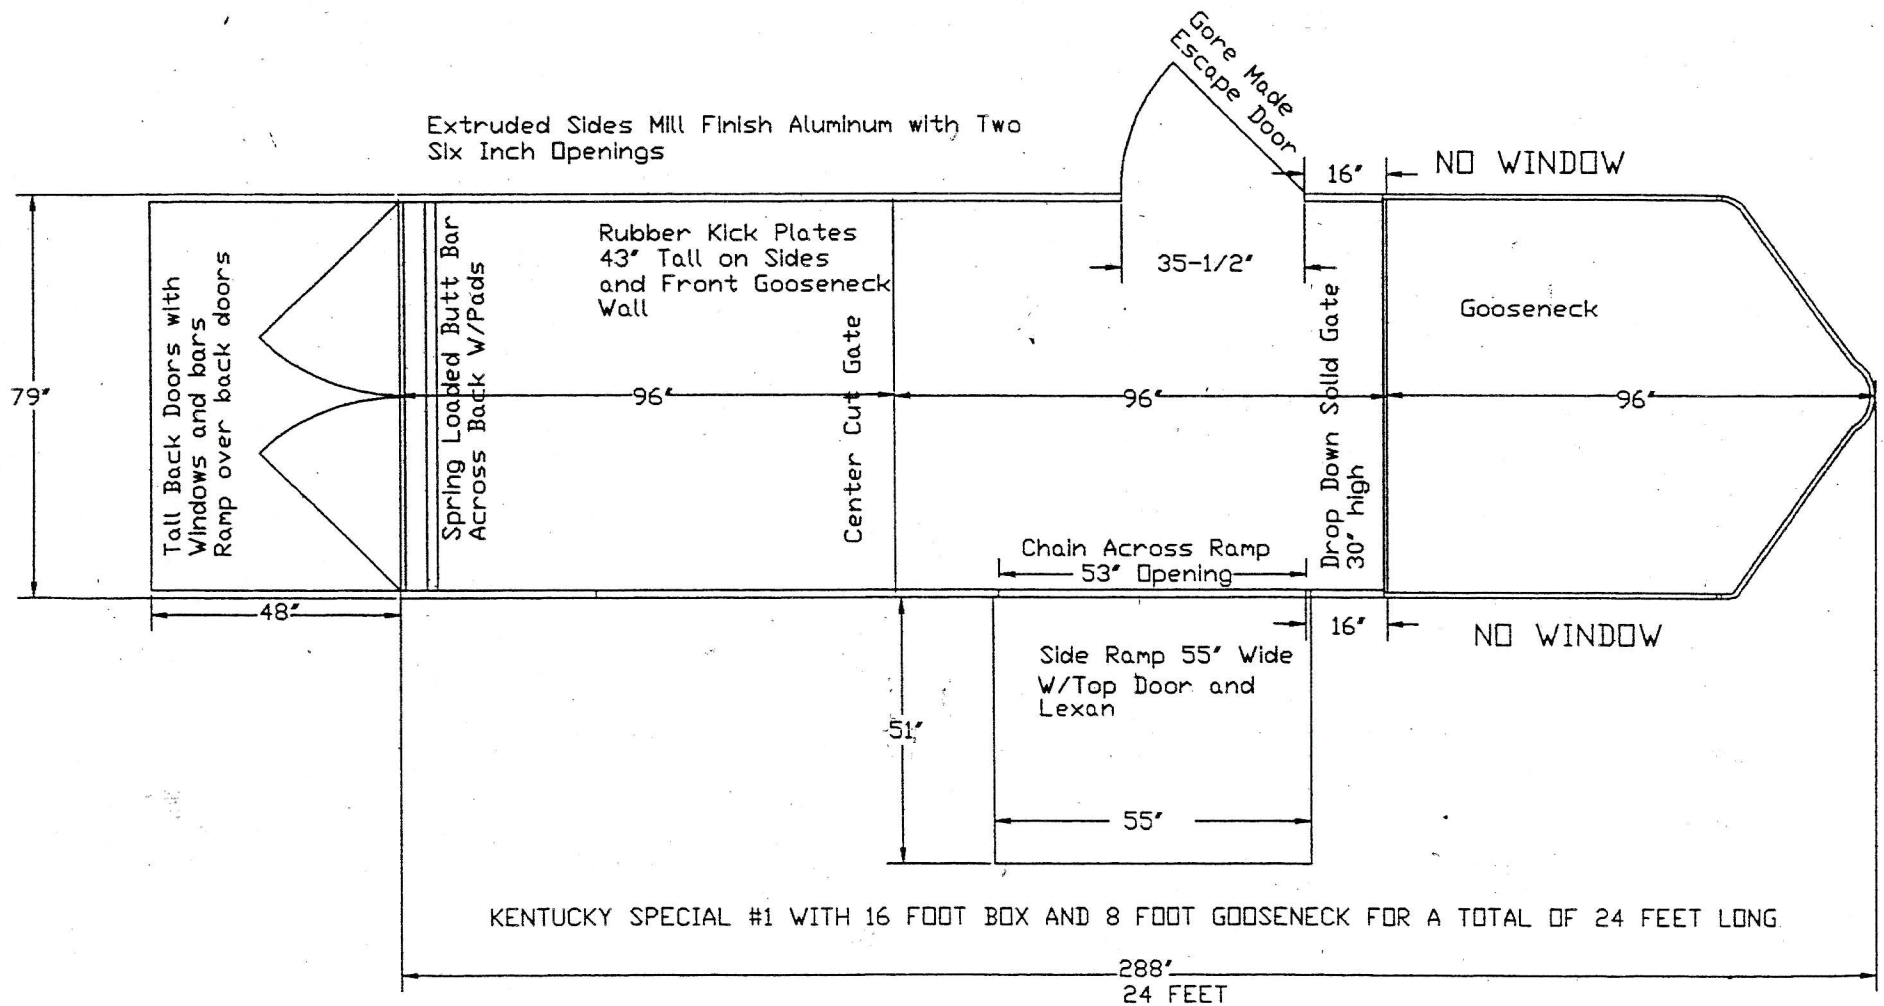 Gore Made
Escape Door
Extruded Sides Mill Finish Aluminum with Two
Six Inch Openings
16"
NO WINDOW
Rubber Kick Plates
43" Tall on Sides
and Front Gooseneck
Wall
35-1/2"
Gooseneck
Tall Back Doors with
Windows and bars
Ramp over back doors
Spring Loaded Butt Bar
Across Back W/Pads
Center Cut Gate
Drop Down Solid Gate
30" high
79"
96"
96"
96"
Chain Across Ramp
53" Opening
48"
16"
NO WINDOW
Side Ramp 55" Wide
W/Top Door and
Lexan
51"
55"
KENTUCKY SPECIAL #1 WITH 16 FOOT BOX AND 8 FOOT GOOSENECK FOR A TOTAL OF 24 FEET LONG
288"
24 FEET